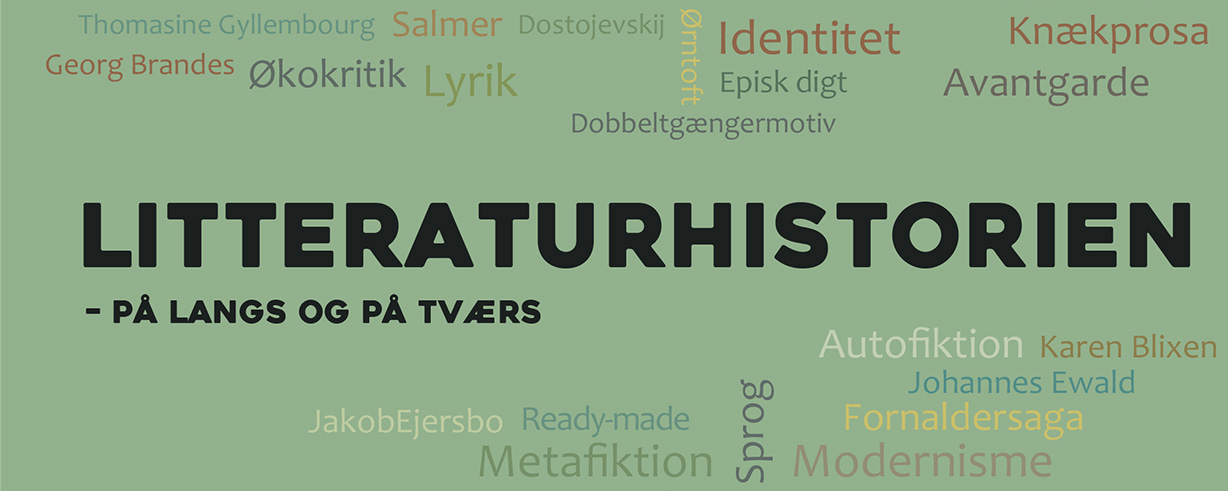 Thomasine Gyllembourg
Salmer
Dostojevskij
Ørntoft
Identitet
Knækprosa
Georg Brandes
Økokritik
Lyrik
Episk digt
Avantgarde
Dobbeltgængermotiv
LITTERATURHISTORIEN
- PÅ LANGS OG PÅ TVÆRS
Autofiktion
Karen Blixen
Johannes Ewald
JakobEjersbo
Ready-made
Sprog
Fornaldersaga
Metafiktion
Modernisme